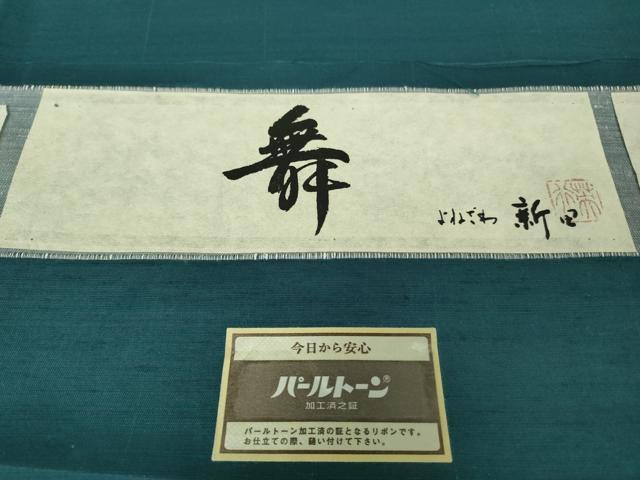 舞
よねざわ 新田
今日から安心
パールトーン®
加工済之証
パールトーン加工済の証となるリボンです。
お仕立ての際、縫い付けて下さい。